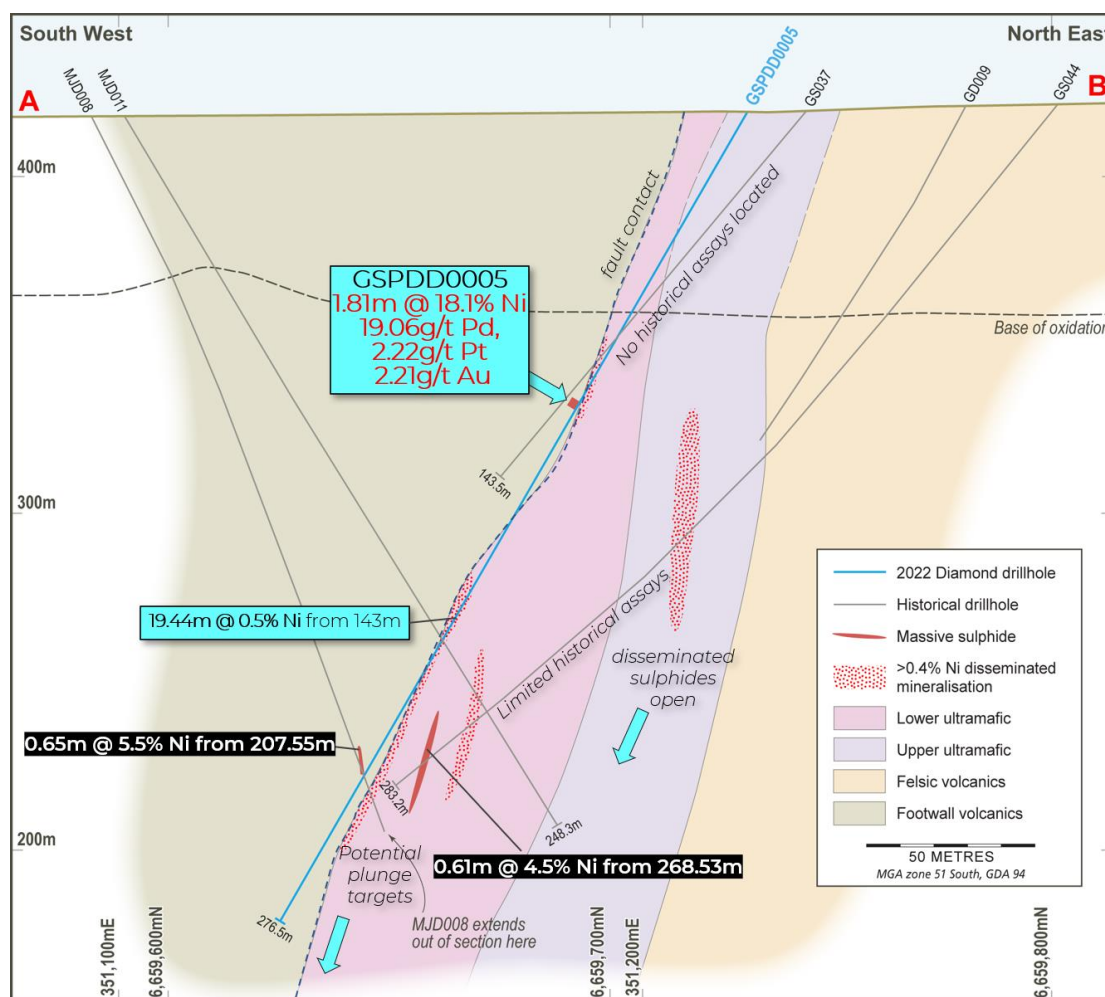 South West
North East
A
B
MJD008
MJD011
GSPDD0005
GS037
GD009
GS044
400m
300m
200m
fault contact
No historical assays located
Base of oxidation
GSPDD0005
1.81m @ 18.1% Ni
19.06g/t Pd,
2.22g/t Pt
2.21g/t Au
143.5m
19.44m @ 0.5% Ni from 143m
Limited historical assays
disseminated
sulphides
open
0.65m @ 5.5% Ni from 207.55m
283.2m
248.3m
0.61m @ 4.5% Ni from 268.53m
Potential
plunge
targets
MJD008 extends
out of section here
276.5m
2022 Diamond drillhole
Historical drillhole
Massive sulphide
>0.4% Ni disseminated
mineralisation
Lower ultramafic
Upper ultramafic
Felsic volcanics
Footwall volcanics
50 METRES
MGA zone 51 South, GDA 94
351,100mE
6,659,600mN
6,659,700mN
351,200mE
6,659,800mN